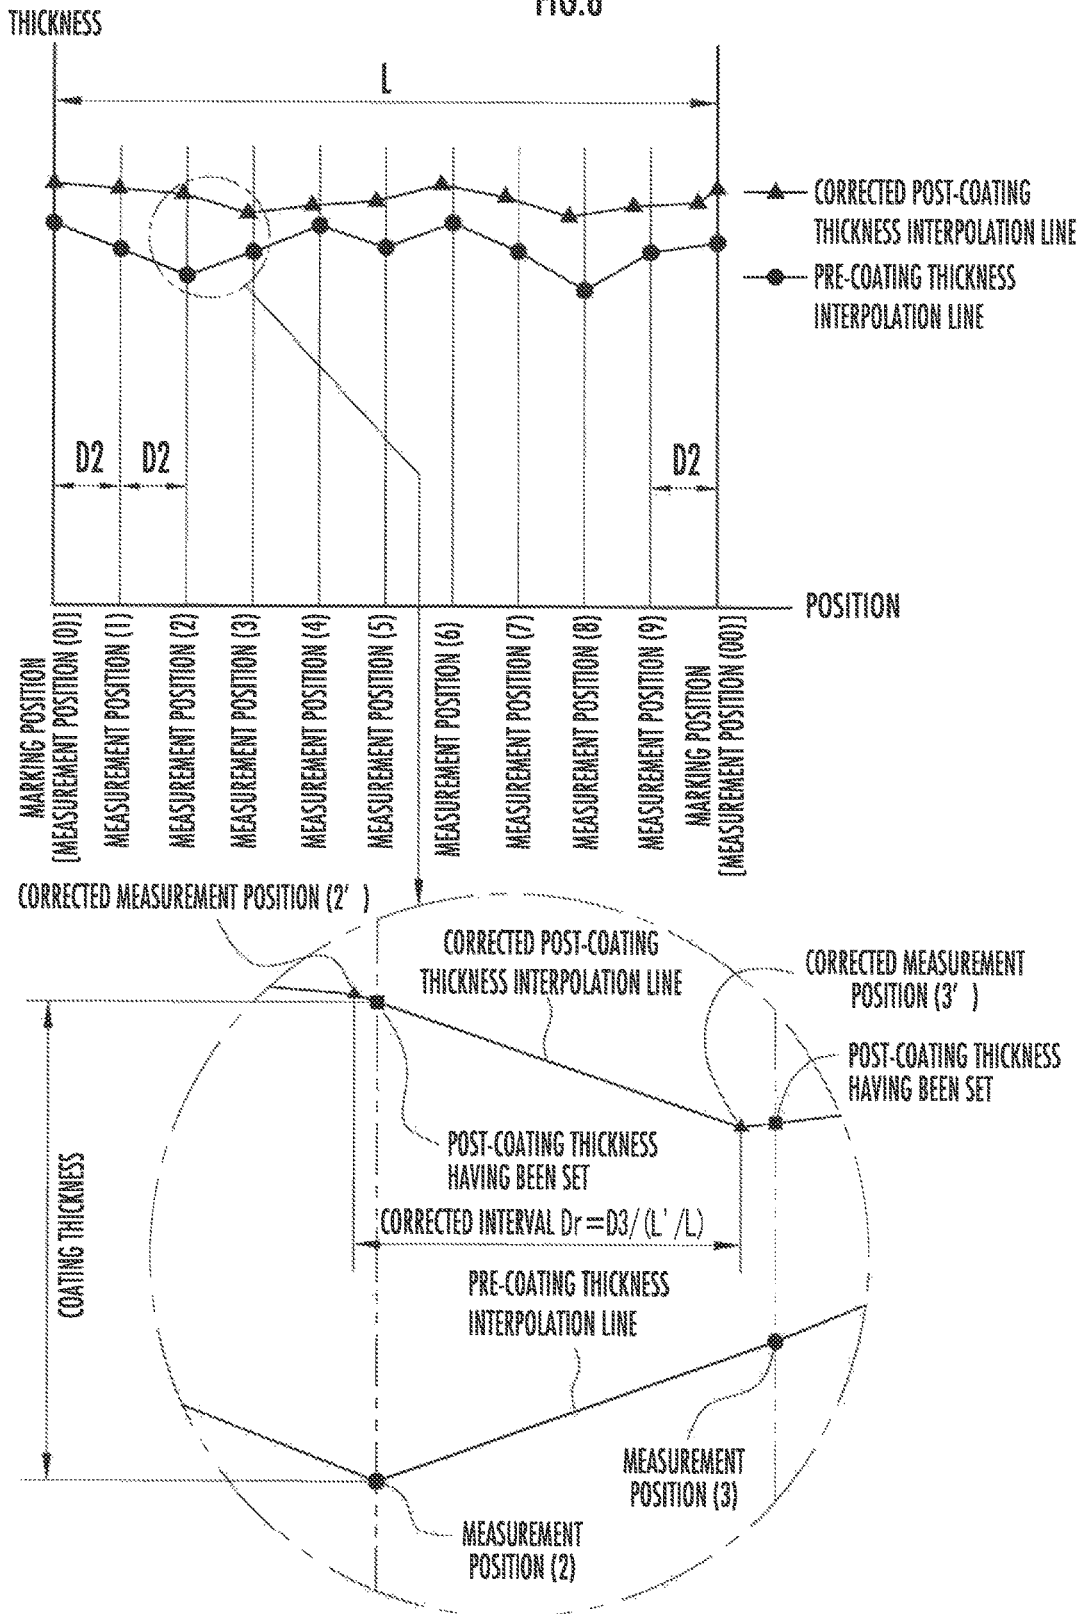 FIG.8
THICKNESS
L
CORRECTED POST-COATING
THICKNESS INTERPOLATION LINE
PRE-COATING THICKNESS
INTERPOLATION LINE
D2
D2
D2
POSITION
MARKING POSITION
[MEASUREMENT POSITION (0)]
MEASUREMENT POSITION (1)
MEASUREMENT POSITION (2)
MEASUREMENT POSITION (3)
MEASUREMENT POSITION (4)
MEASUREMENT POSITION (5)
MEASUREMENT POSITION (6)
MEASUREMENT POSITION (7)
MEASUREMENT POSITION (8)
MEASUREMENT POSITION (9)
MARKING POSITION
[MEASUREMENT POSITION (00)]
CORRECTED MEASUREMENT POSITION (2' )
CORRECTED POST-COATING
THICKNESS INTERPOLATION LINE
CORRECTED MEASUREMENT
POSITION (3' )
POST-COATING THICKNESS
HAVING BEEN SET
POST-COATING THICKNESS
HAVING BEEN SET
COATING THICKNESS
CORRECTED INTERVAL Dr=D3/(L'/L)
PRE-COATING THICKNESS
INTERPOLATION LINE
MEASUREMENT
POSITION (3)
MEASUREMENT
POSITION (2)